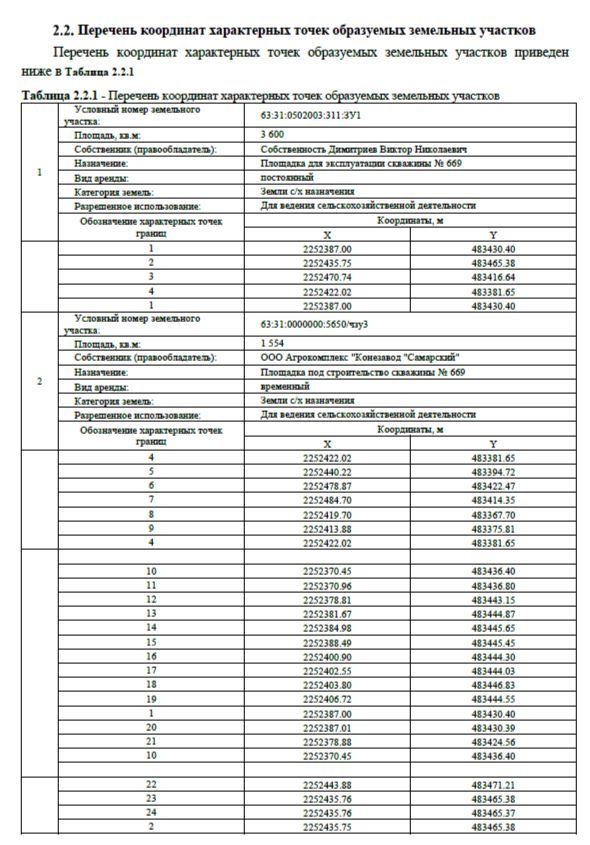 2.2. Перечень координат характерных точек образуемых земельных участков
Перечень координат характерных точек образуемых земельных участков приведен
ниже в Таблица 2.2.1
Таблица 2.2.1 - Перечень координат характерных точек образуемых земельных участков
1
Условный номер земельного
участка:
63:31:0502003:311:ЗУ1
Площадь, кв.м: 3 600
Собственник (правообладатель): Собственность Димитриев Виктор Николаевич
Назначение: Площадка для эксплуатации скважины № 669
Вид аренды: постоянный
Категория земель: Земли с/х назначения
Разрешенное использование: Для ведения сельскохозяйственной деятельности
Обозначение характерных точек
границ
Координаты, м
X Y
1 2252387.00 483430.40
2 2252435.75 483465.38
3 2252470.74 483416.64
4 2252422.02 483381.65
1 2252387.00 483430.40
2
Условный номер земельного
участка:
63:31:0000000:5650/чзу3
Площадь, кв.м: 1 554
Собственник (правообладатель): ООО Агрокомплекс "Конезавод "Самарский"
Назначение: Площадка под строительство скважины № 669
Вид аренды: временный
Категория земель: Земли с/х назначения
Разрешенное использование: Для ведения сельскохозяйственной деятельности
Обозначение характерных точек
границ
Координаты, м
X Y
4 2252422.02 483381.65
5 2252440.22 483394.72
6 2252478.87 483422.47
7 2252484.70 483414.35
8 2252419.70 483367.70
9 2252413.88 483375.81
4 2252422.02 483381.65
10 2252370.45 483436.40
11 2252370.96 483436.80
12 2252378.81 483443.15
13 2252381.67 483444.87
14 2252384.98 483445.65
15 2252388.49 483445.45
16 2252400.90 483444.30
17 2252402.55 483444.03
18 2252403.80 483446.83
19 2252406.72 483444.55
1 2252387.00 483430.40
20 2252387.01 483430.39
21 2252378.88 483424.56
10 2252370.45 483436.40
22 2252443.88 483471.21
23 2252435.76 483465.38
24 2252435.76 483465.37
2 2252435.75 483465.38